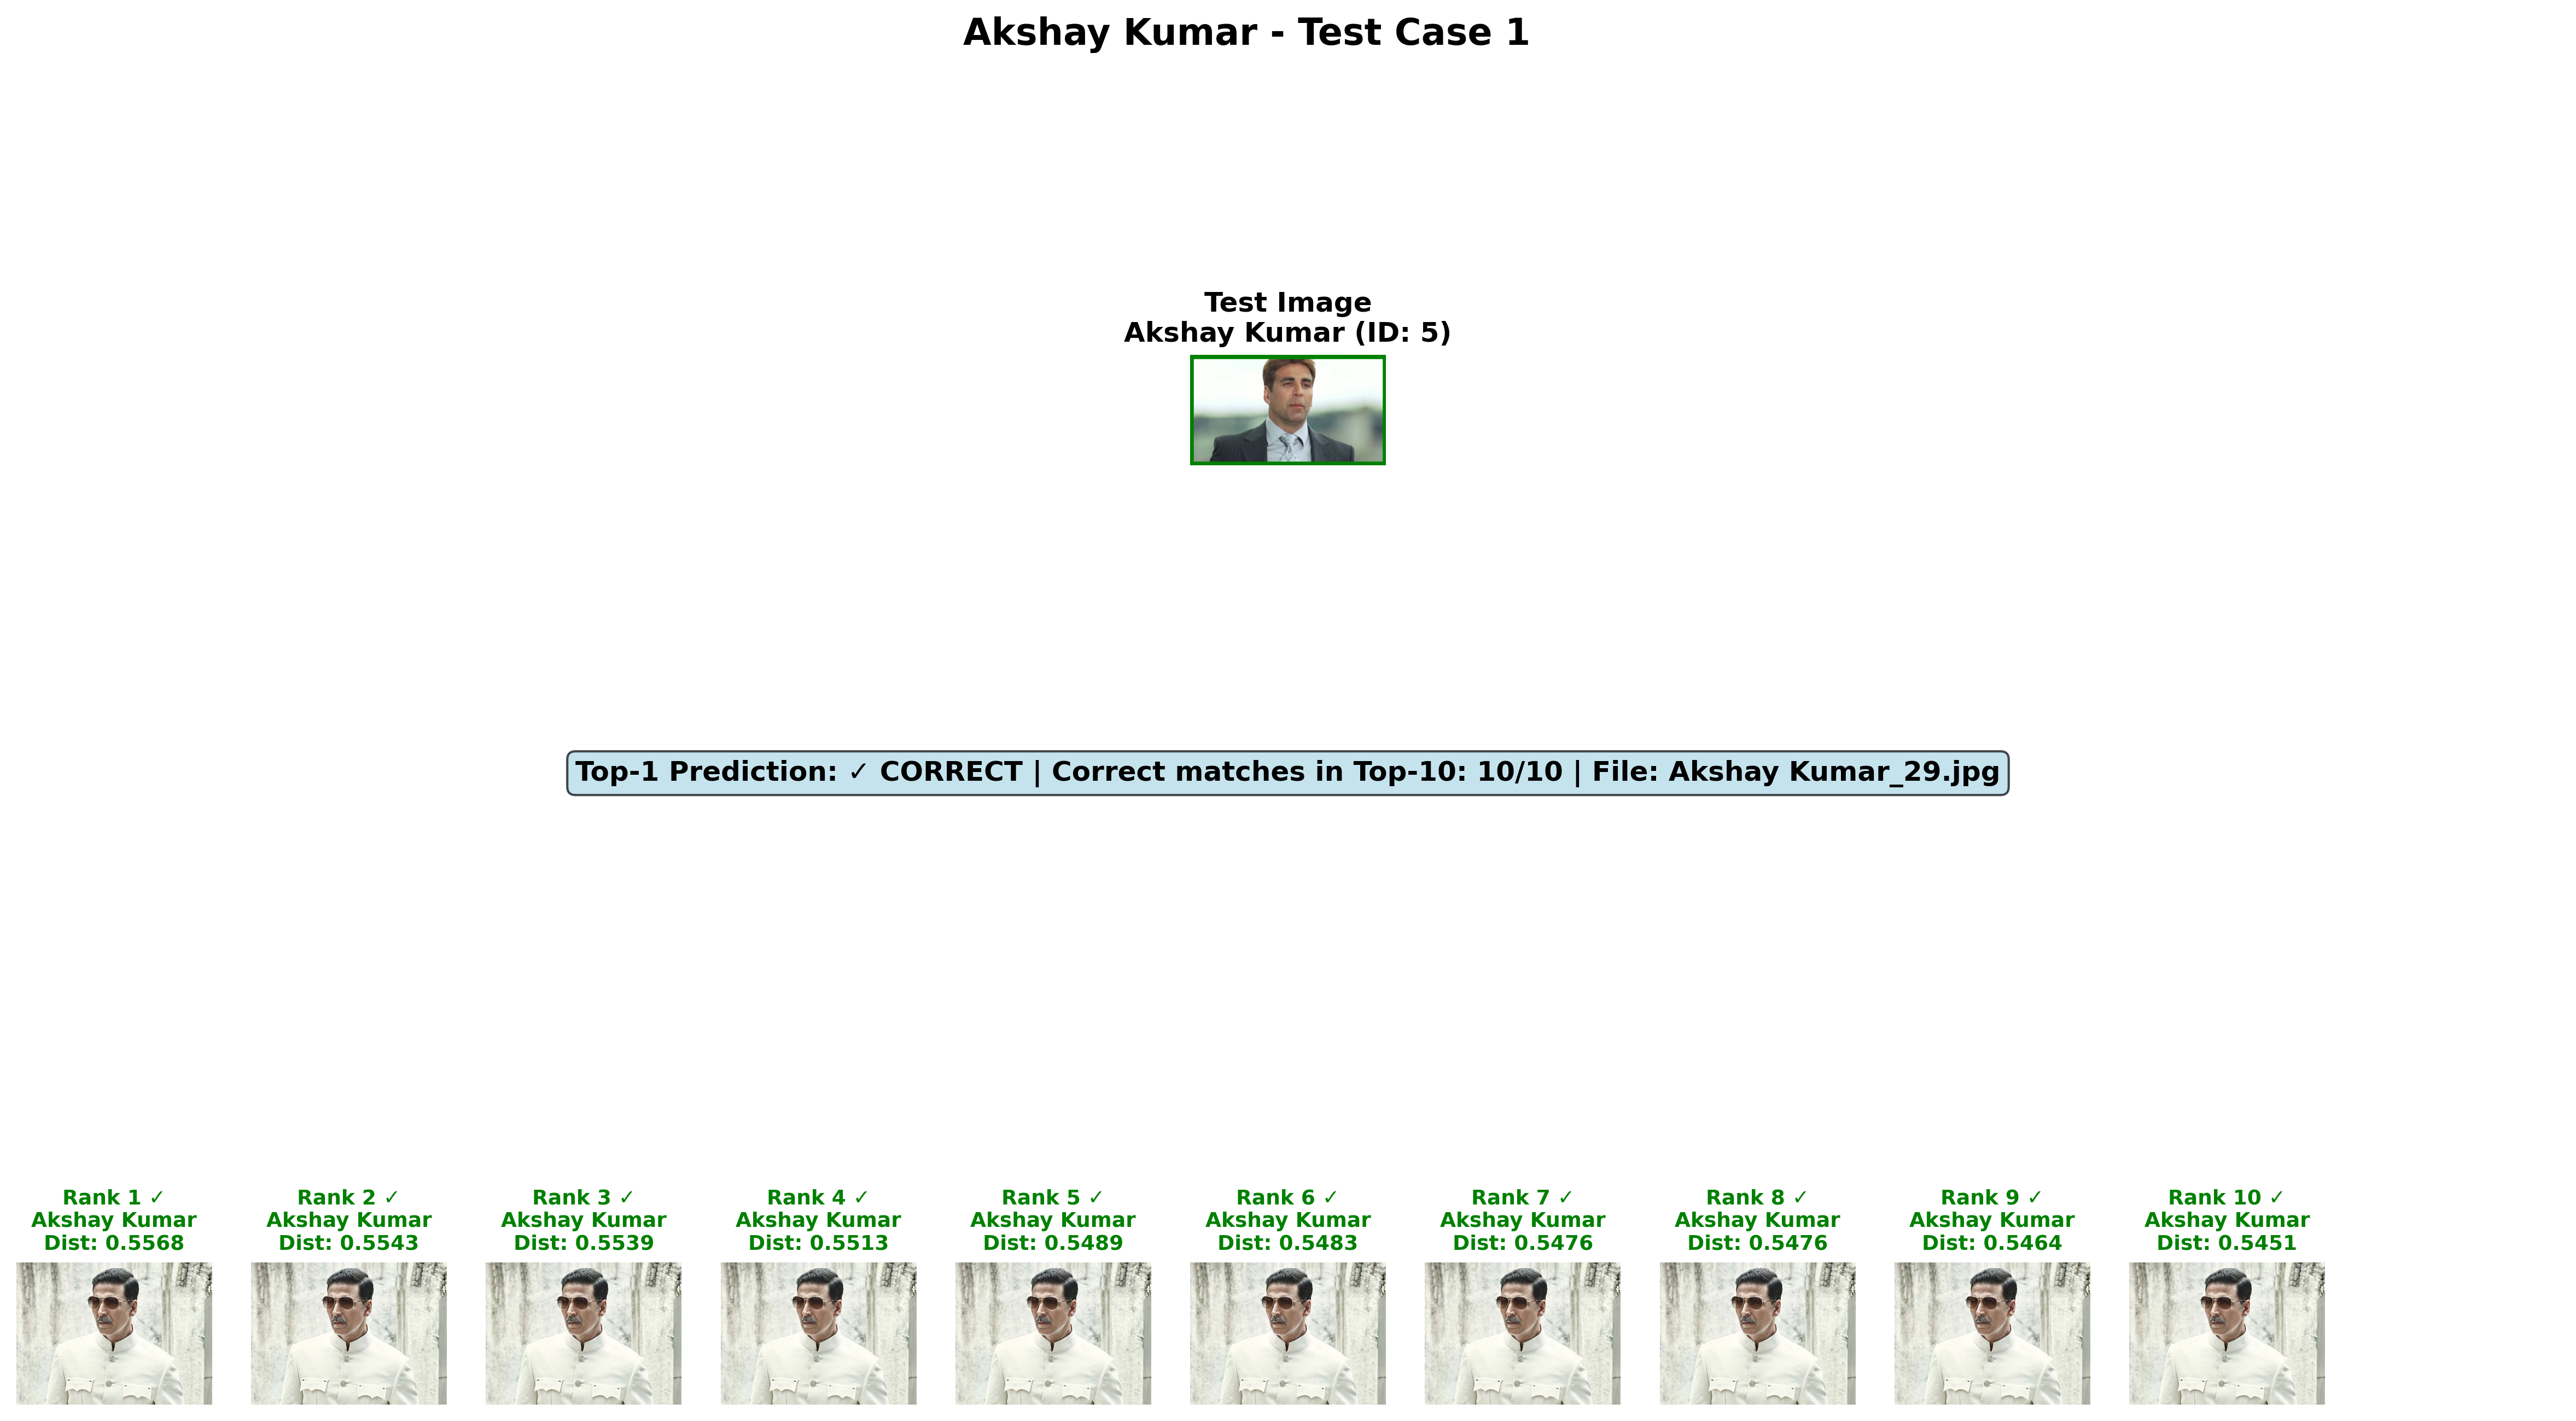 Akshay Kumar - Test Case 1
Test Image
Akshay Kumar (ID: 5)
Top-1 Prediction: ✓ CORRECT | Correct matches in Top-10: 10/10 | File: Akshay Kumar_29.jpg
Rank 1 ✓
Akshay Kumar
Dist: 0.5568
Rank 2 ✓
Akshay Kumar
Dist: 0.5543
Rank 3 ✓
Akshay Kumar
Dist: 0.5539
Rank 4 ✓
Akshay Kumar
Dist: 0.5513
Rank 5 ✓
Akshay Kumar
Dist: 0.5489
Rank 6 ✓
Akshay Kumar
Dist: 0.5483
Rank 7 ✓
Akshay Kumar
Dist: 0.5476
Rank 8 ✓
Akshay Kumar
Dist: 0.5476
Rank 9 ✓
Akshay Kumar
Dist: 0.5464
Rank 10 ✓
Akshay Kumar
Dist: 0.5451